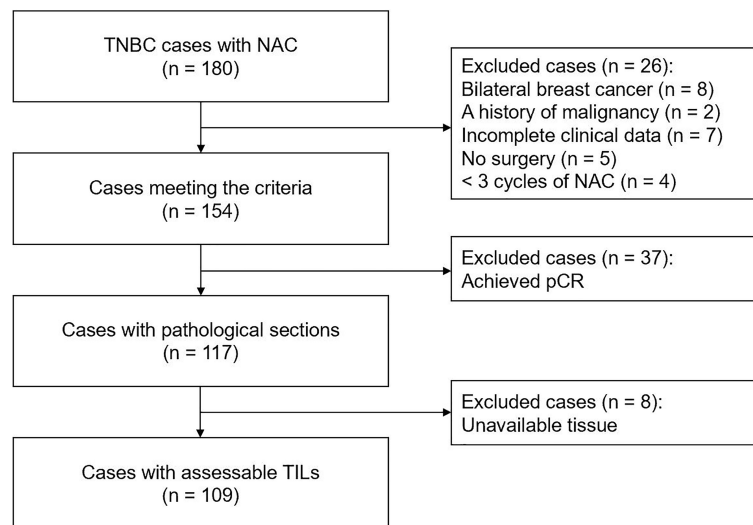 TNBC cases with NAC
(n = 180)
Excluded cases (n = 26):
Bilateral breast cancer (n = 8)
A history of malignancy (n = 2)
Incomplete clinical data (n = 7)
No surgery (n = 5)
< 3 cycles of NAC (n = 4)
Cases meeting the criteria
(n = 154)
Excluded cases (n = 37):
Achieved pCR
Cases with pathological sections
(n = 117)
Excluded cases (n = 8):
Unavailable tissue
Cases with assessable TILs
(n = 109)